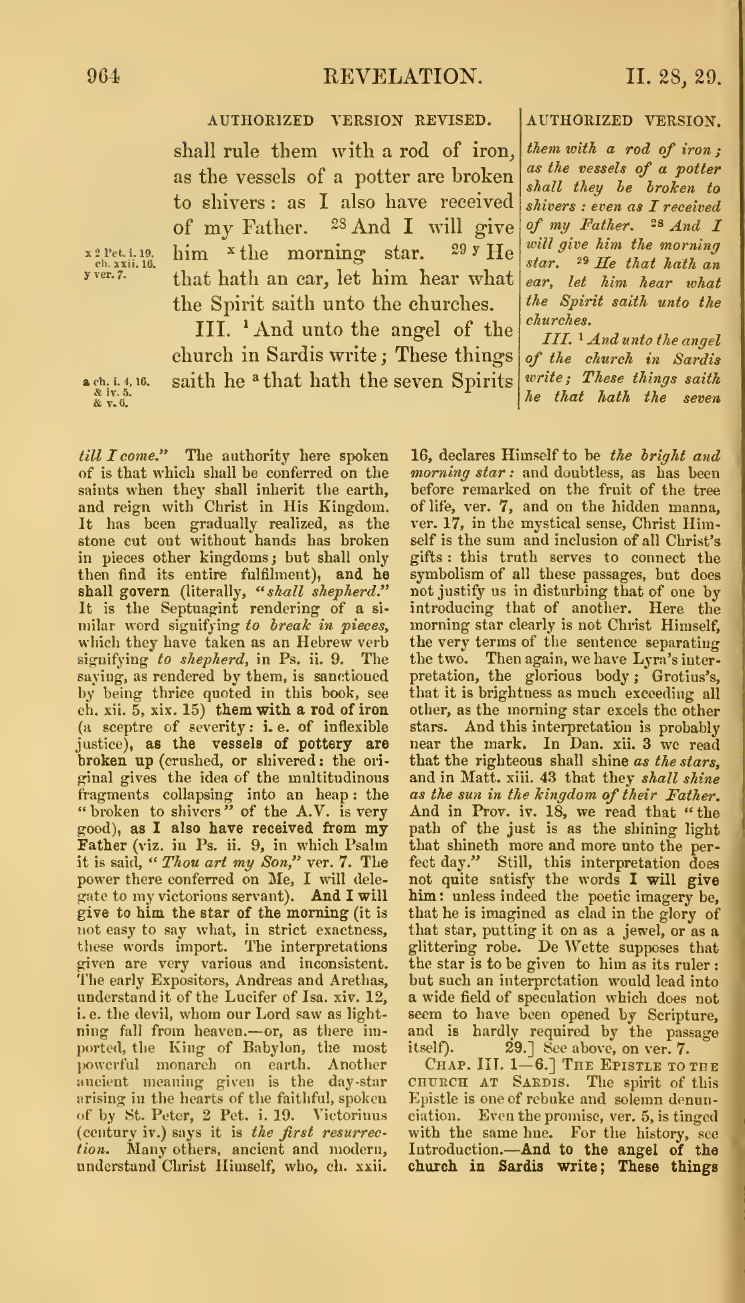 964 REVELATION. II. 28, 29.
AUTHORIZED VERSION REVISED.
shall rule them with a rod of iron,
as the vessels of a potter are broken
to shivers : as I also have received
of my Father. 28 And I will give
him x the morning star. 29 y He
that hath an ear, let him hear what
the Spirit saith unto the churches.
III. 1 And unto the angel of the
church in Sardis write ; These things
saith he a that hath the seven Spirits
x 2 Pet. i. 19.
ch. xxii. 16.
y ver. 7.
a ch. i. 4, 16.
& iv. 5.
& v. 6.
AUTHORIZED VERSION.
them with a rod of iron ;
as the vessels of a potter
shall they be broken to
shivers : even as I received
of my Father. 28 And I
will give him the morning
star. 29 He that hath an
ear, let him hear what
the Spirit saith unto the
churches.
III. 1 And unto the angel
of the church in Sardis
write ; These things saith
he that hath the seven
till I come." The authority here spoken
of is that which shall be conferred on the
saints when they shall inherit the earth,
and reign with Christ in His Kingdom.
It has been gradually realized, as the
stone cut out without hands has broken
in pieces other kingdoms ; but shall only
then find its entire fulfilment), and he
shall govern (literally, "shall shepherd."
It is the Septuagint rendering of a si-
milar word signifying to break in pieces,
which they have taken as an Hebrew verb
signifying to shepherd, in Ps. ii. 9. The
saying, as rendered by them, is sanctioned
by being thrice quoted in this book, see
ch. xii. 5, xix. 15) them with a rod of iron
(a sceptre of severity : i. e. of inflexible
justice), as the vessels of pottery are
broken up (crushed, or shivered : the ori-
ginal gives the idea of the multitudinous
fragments collapsing into an heap : the
" broken to shivers " of the A.V. is very
good), as I also have received from my
Father (viz. in Ps. ii. 9, in which Psalm
it is said, " Thou art my Son," ver. 7. The
power there conferred on Me, I will dele-
gate to my victorious servant). And I will
give to him the star of the morning (it is
not easy to say what, in strict exactness,
these words import. The interpretations
given are very various and inconsistent.
The early Expositors, Andreas and Arethas,
understand it of the Lucifer of Isa. xiv. 12,
i. e. the devil, whom our Lord saw as light-
ning fall from heaven.—or, as there im-
ported, the King of Babylon, the most
powerful monarch on earth. Another
ancient meaning given is the day-star
arising in the hearts of the faithful, spoken
of by St. Peter, 2 Pet. i. 19. Victorinus
(century iv.) says it is the first resurrec-
tion. Many others, ancient and modern,
understand Christ Himself, who, ch. xxii.
16, declares Himself to be the bright and
morning star : and doubtless, as has been
before remarked on the fruit of the tree
of life, ver. 7, and on the hidden manna,
ver. 17, in the mystical sense, Christ Him-
self is the sum and inclusion of all Christ's
gifts : this truth serves to connect the
symbolism of all these passages, but does
not justify us in disturbing that of one by
introducing that of another. Here the
morning star clearly is not Christ Himself,
the very terms of the sentence separating
the two. Then again, we have Lyra's inter-
pretation, the glorious body ; Grotius's,
that it is brightness as much exceeding all
other, as the morning star excels the other
stars. And this interpretation is probably
near the mark. In Dan. xii. 3 we read
that the righteous shall shine as the stars,
and in Matt. xiii. 43 that they shall shine
as the sun in the kingdom of their Father.
And in Prov. iv. 18, we read that " the
path of the just is as the shining light
that shineth more and more unto the per-
fect day." Still, this interpretation does
not quite satisfy the words I will give
him : unless indeed the poetic imagery be,
that he is imagined as clad in the glory of
that star, putting it on as a jewel, or as a
glittering robe. De Wette supposes that
the star is to be given to him as its ruler :
but such an interpretation would lead into
a wide field of speculation which does not
seem to have been opened by Scripture,
and is hardly required by the passage
itself). 29.] See above, on ver. 7.
CHAP. III. 1—6.] THE EPISTLE TO THE
CHURCH AT SARDIS. The spirit of this
Epistle is one of rebuke and solemn denun-
ciation. Even the promise, ver. 5, is tinged
with the same hue. For the history, see
Introduction.—And to the angel of the
church in Sardis write ; These things